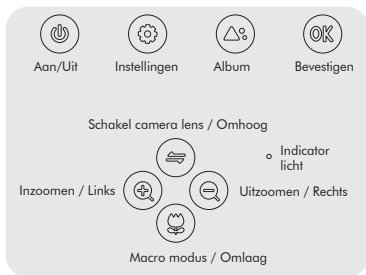 OK
Aan/Uit Instellingen Album Bevestigen
Schakel camera lens / Omhoog
Indicator
licht
Inzoomen / Links Uitzoomen / Rechts
Macro modus / Omlaag